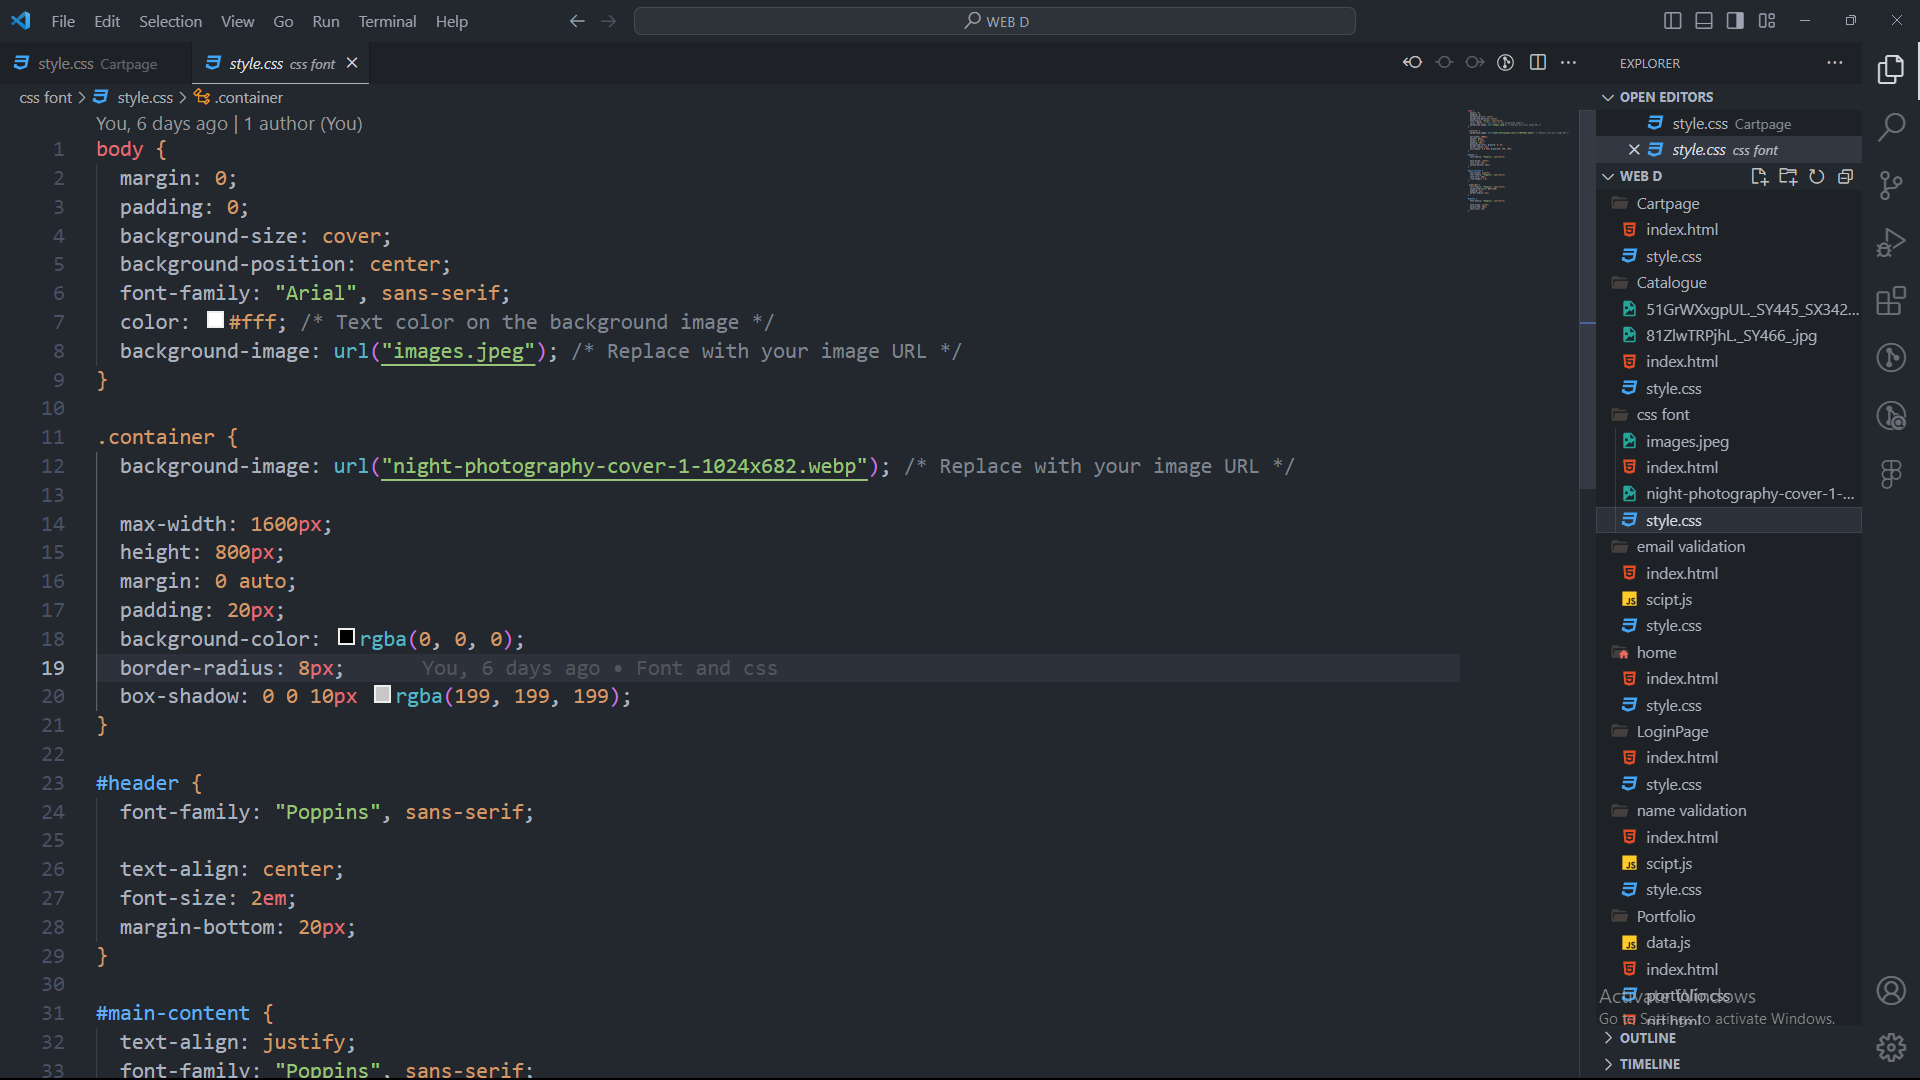 File Edit Selection View Go Run Terminal Help
WEB D
style.css Cartpage
style.css css font
css font > style.css > .container
You, 6 days ago | 1 author (You)
1 body {
2 margin: 0;
3 padding: 0;
4 background-size: cover;
5 background-position: center;
6 font-family: "Arial", sans-serif;
7 color: #fff; /* Text color on the background image */
8 background-image: url("images.jpeg"); /* Replace with your image URL */
9 }
10
11 .container {
12 background-image: url("night-photography-cover-1-1024x682.webp"); /* Replace with your image URL */
13
14 max-width: 1600px;
15 height: 800px;
16 margin: 0 auto;
17 padding: 20px;
18 background-color: rgba(0, 0, 0);
19 border-radius: 8px; You, 6 days ago • Font and css
20 box-shadow: 0 0 10px rgba(199, 199, 199);
21 }
22
23 #header {
24 font-family: "Poppins", sans-serif;
25
26 text-align: center;
27 font-size: 2em;
28 margin-bottom: 20px;
29 }
30
31 #main-content {
32 text-align: justify;
33 font-family: "Poppins", sans-serif;
EXPLORER
OPEN EDITORS
style.css Cartpage
style.css css font
WEB D
Cartpage
index.html
style.css
Catalogue
51GrWXxgpUL._SY445_SX342...
81ZlwTRPjhL._SY466_.jpg
index.html
style.css
css font
images.jpeg
index.html
night-photography-cover-1-...
style.css
email validation
index.html
scipt.js
style.css
home
index.html
style.css
LoginPage
index.html
style.css
name validation
index.html
scipt.js
style.css
Portfolio
data.js
index.html
portfolio.css
Activate Windows
Go to Settings to activate Windows.
OUTLINE
TIMELINE